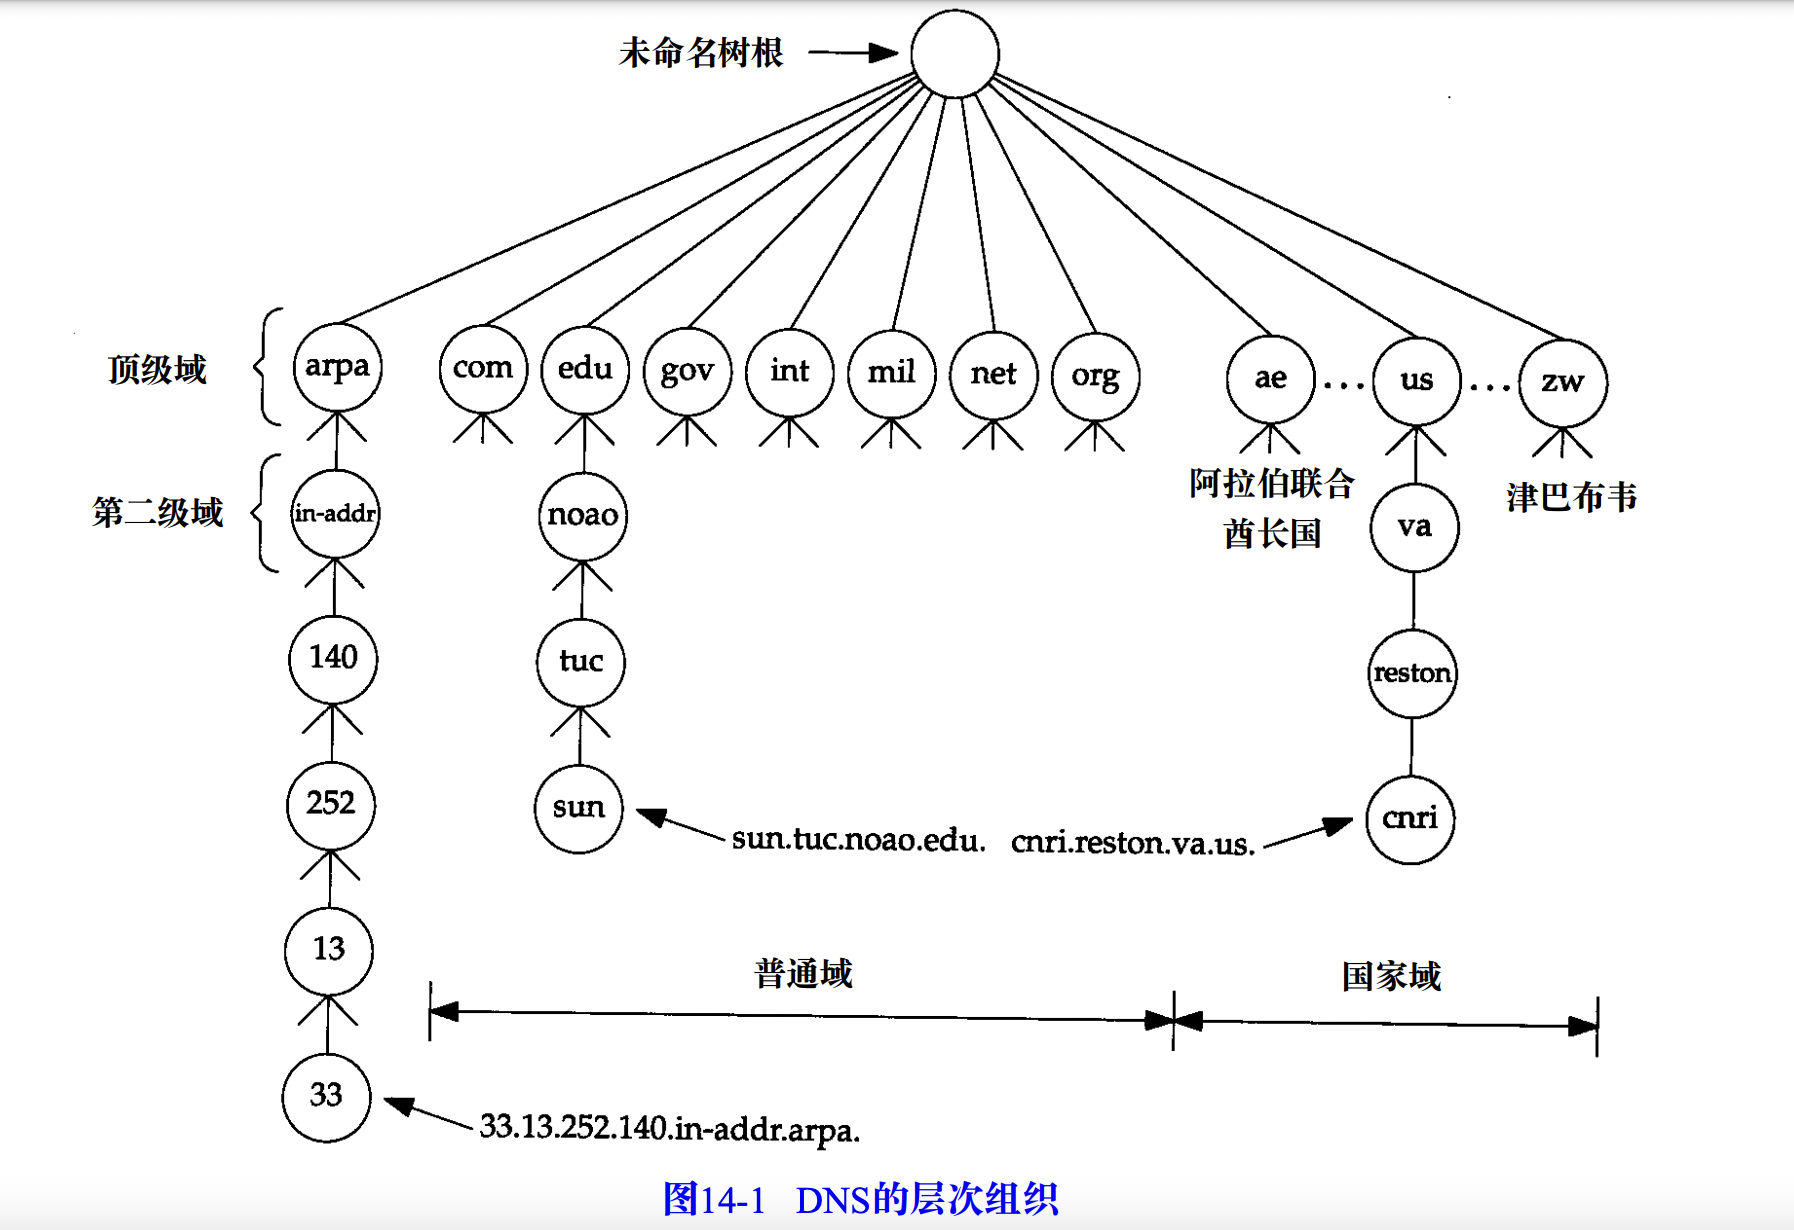 未命名树根
顶级域
arpa
com
edu
gov
int
mil
net
org
ae
...
us
...
zw
第二级域
in-addr
noao
阿拉伯联合
酋长国
va
津巴布韦
140
tuc
reston
252
sun
sun.tuc.noao.edu.
cnri.reston.va.us.
cnri
13
普通域
国家域
33
33.13.252.140.in-addr.arpa.
图14-1 DNS的层次组织